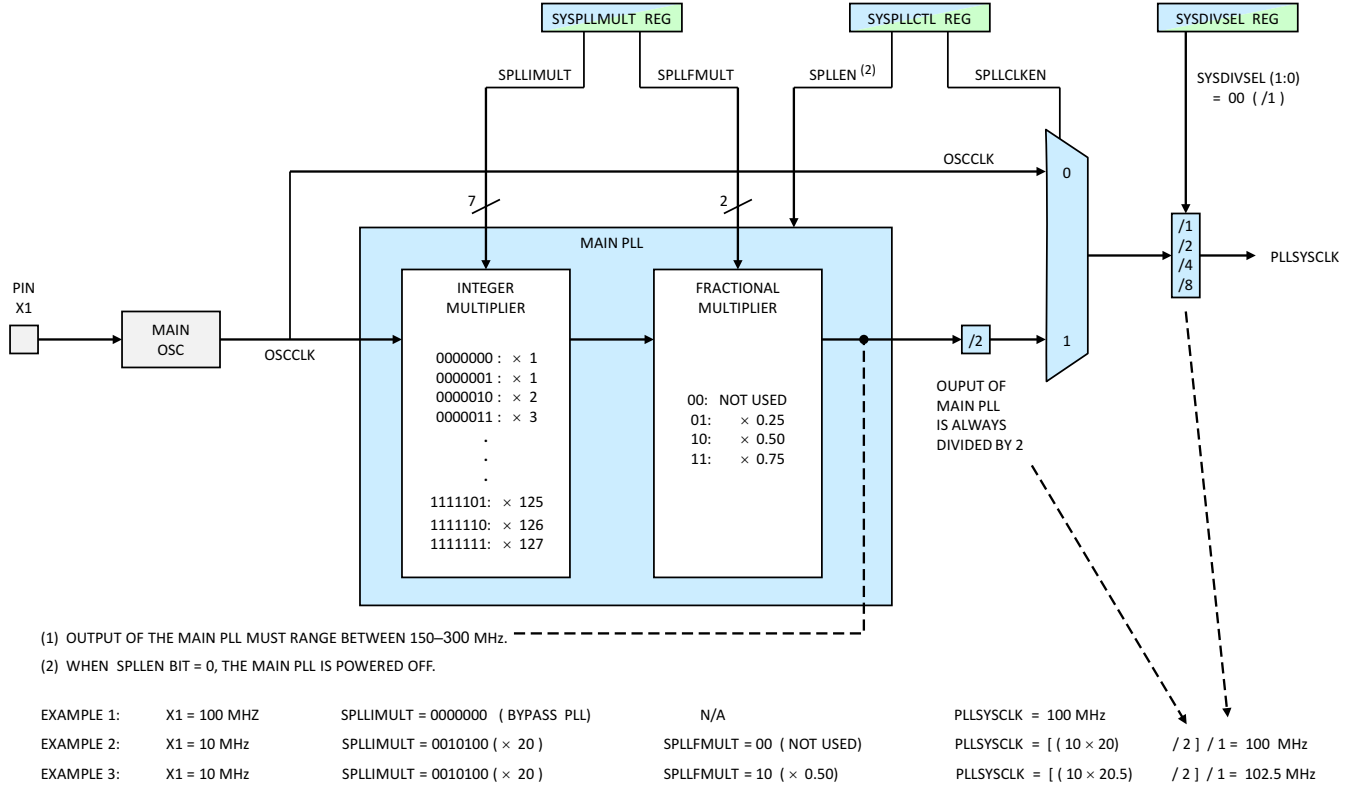 SYSPLLMULT REG
SYSPLLCTL REG
SYSDIVSEL REG
SPLLIMULT
SPLLFMULT
SPLLEN (2)
SPLLCLKEN
SYSDIVSEL (1:0)
= 00 ( /1 )
OSCCLK
0
7
2
MAIN PLL
/1
/2
/4
/8
PLLSYSCLK
PIN
X1
MAIN
OSC
OSCCLK
INTEGER
MULTIPLIER
0000000 : × 1
0000001 : × 1
0000010 : × 2
0000011 : × 3
.
.
.
1111101: × 125
1111110: × 126
1111111: × 127
FRACTIONAL
MULTIPLIER
00: NOT USED
01: × 0.25
10: × 0.50
11: × 0.75
/2
1
OUPUT OF
MAIN PLL
IS ALWAYS
DIVIDED BY 2
(1) OUTPUT OF THE MAIN PLL MUST RANGE BETWEEN 150–300 MHz.
(2) WHEN SPLLEN BIT = 0, THE MAIN PLL IS POWERED OFF.
EXAMPLE 1: X1 = 100 MHZ SPLLIMULT = 0000000 ( BYPASS PLL) N/A PLLSYSCLK = 100 MHz
EXAMPLE 2: X1 = 10 MHz SPLLIMULT = 0010100 ( × 20 ) SPLLFMULT = 00 ( NOT USED) PLLSYSCLK = [ ( 10 × 20) / 2 ] / 1 = 100 MHz
EXAMPLE 3: X1 = 10 MHz SPLLIMULT = 0010100 ( × 20 ) SPLLFMULT = 10 ( × 0.50) PLLSYSCLK = [ ( 10 × 20.5) / 2 ] / 1 = 102.5 MHz